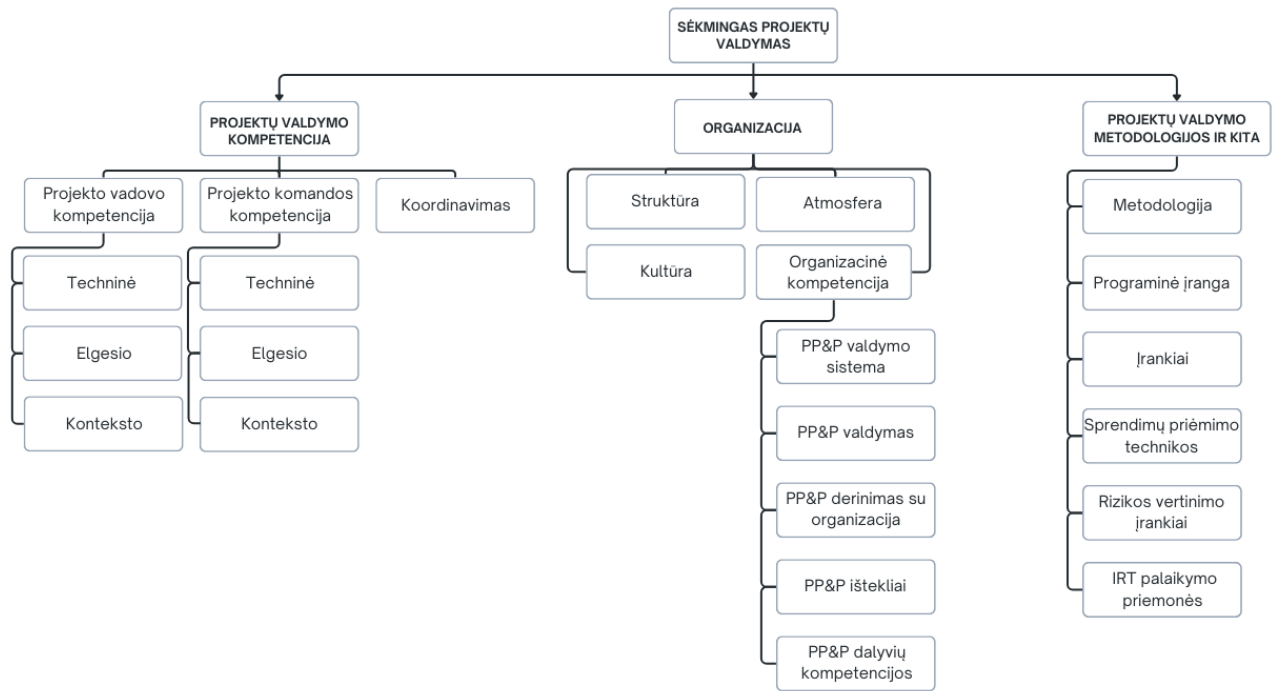 SĖKMINGAS PROJEKTŲ
VALDYMAS
PROJEKTŲ VALDYMO
KOMPETENCIJA
ORGANIZACIJA
PROJEKTŲ VALDYMO
METODOLOGIJOS IR KITA
Projekto vadovo
kompetencija
Projekto komandos
kompetencija
Koordinavimas
Techninė
Elgesio
Konteksto
Techninė
Elgesio
Konteksto
Struktūra
Atmosfera
Kultūra
Organizacinė
kompetencija
PP&P valdymo
sistema
PP&P valdymas
PP&P derinimas su
organizacija
PP&P ištekliai
PP&P dalyvių
kompetencijos
Metodologija
Programinė įranga
Įrankiai
Sprendimų priėmimo
technikos
Rizikos vertinimo
įrankiai
IRT palaikymo
priemonės